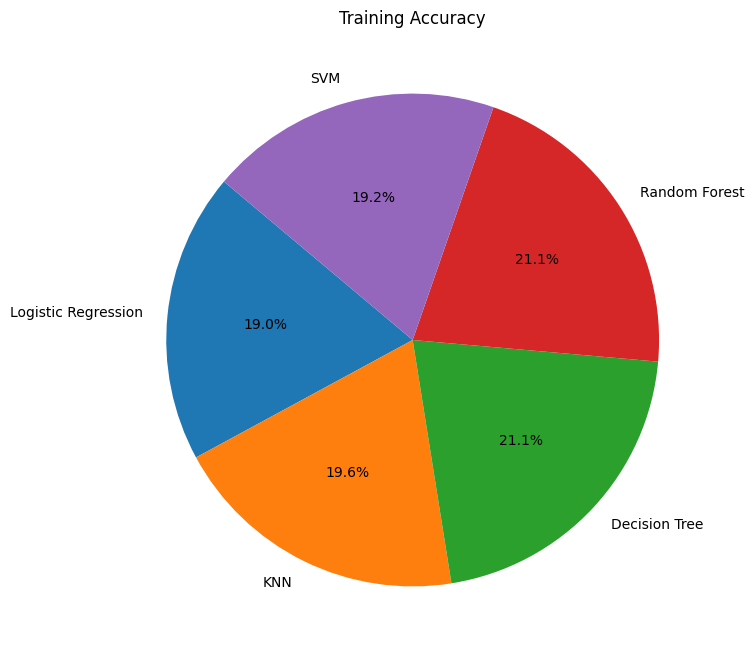 Training Accuracy
SVM
19.2%
Random Forest
21.1%
Logistic Regression
19.0%
KNN
19.6%
Decision Tree
21.1%